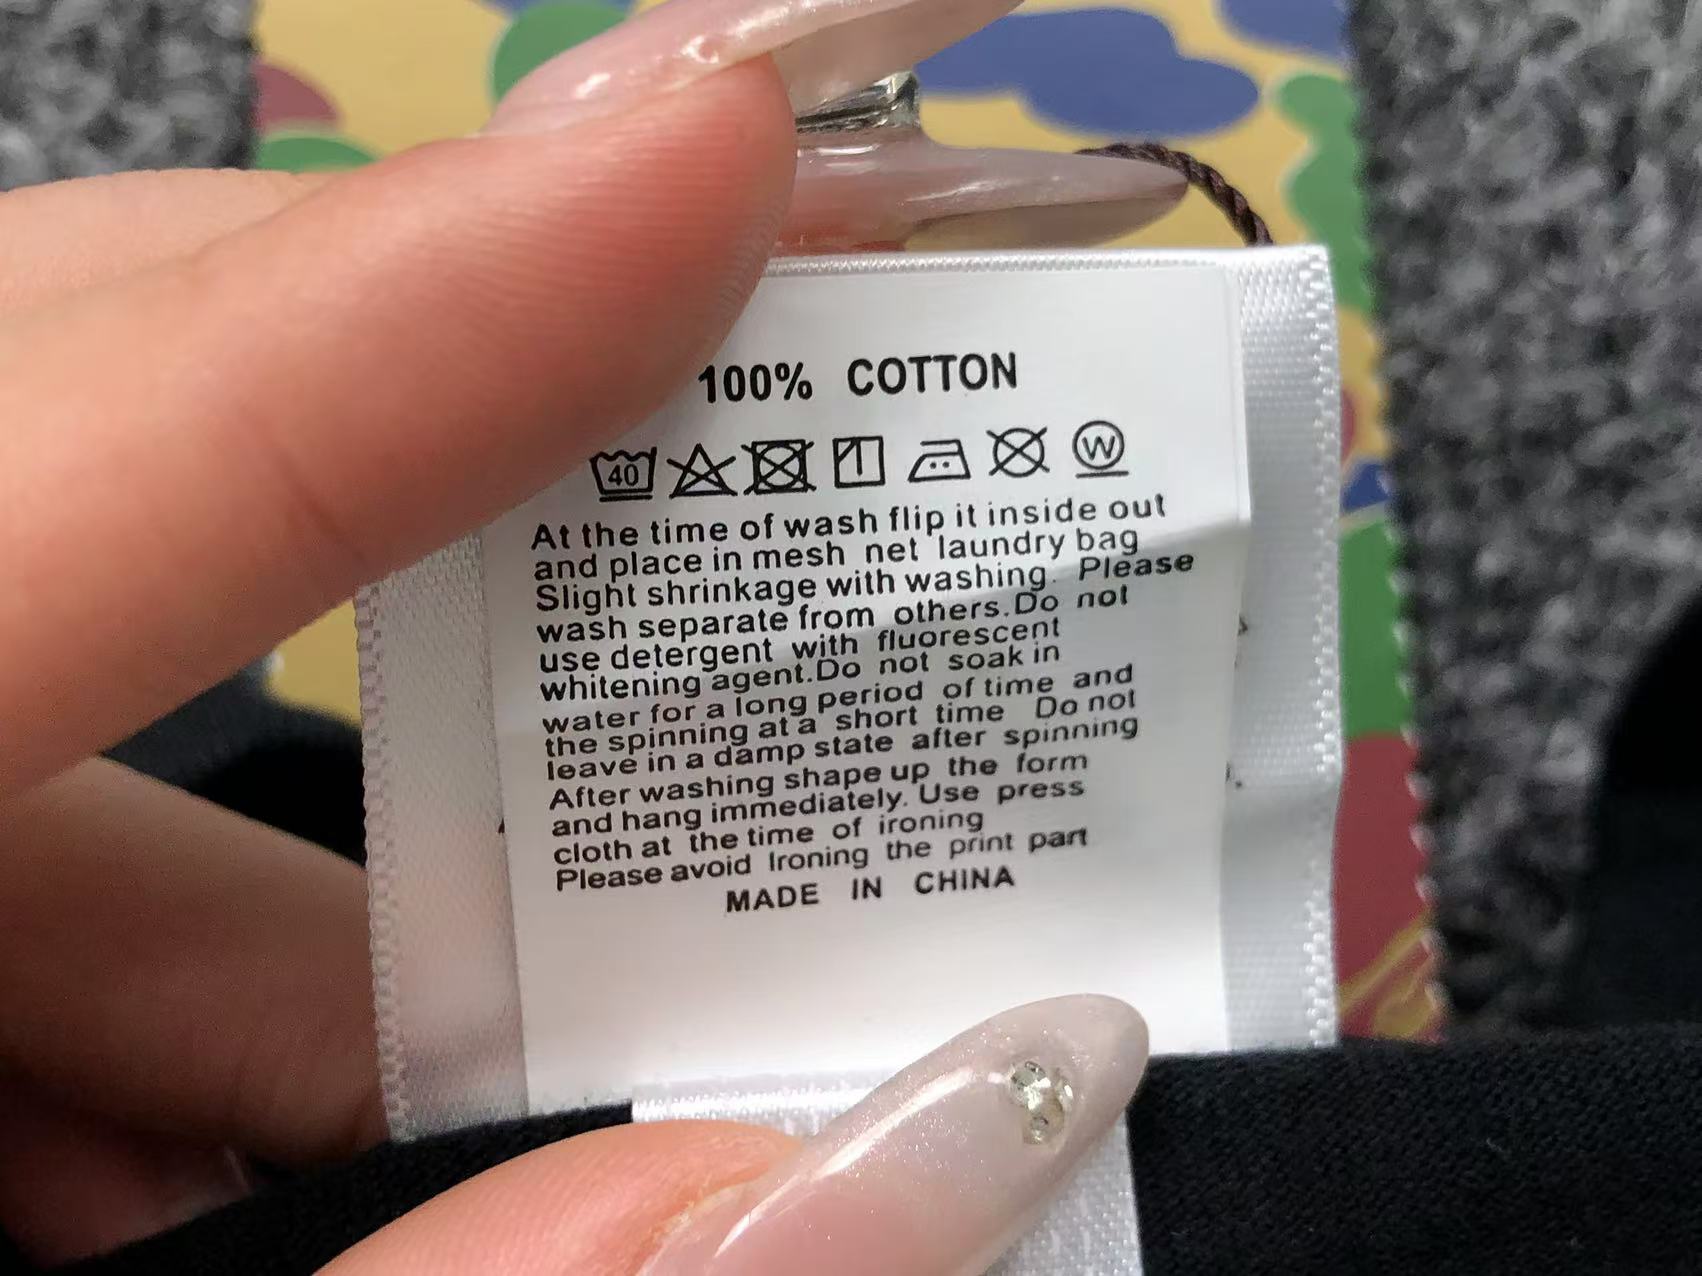 100% COTTON
40 W
At the time of wash flip it inside out
and place in mesh net laundry bag
Slight shrinkage with washing. Please
wash separate from others.Do not
use detergent with fluorescent
whitening agent.Do not soak in
water for a long period of time and
the spinning at a short time Do not
leave in a damp state after spinning
After washing shape up the form
and hang immediately. Use press
cloth at the time of ironing
Please avoid Ironing the print part
MADE IN CHINA